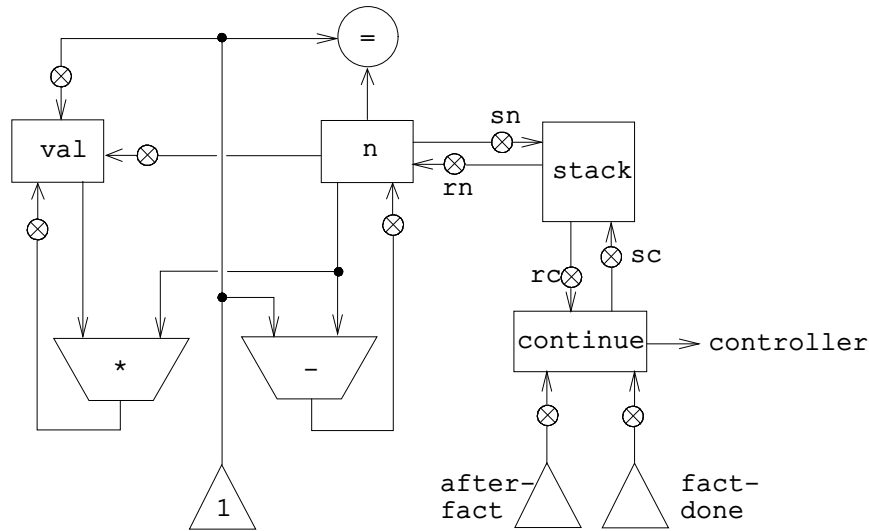 =
sn
val
n
stack
rn
rc
sc
continue
controller
*
–
after–
fact
fact–
done
1